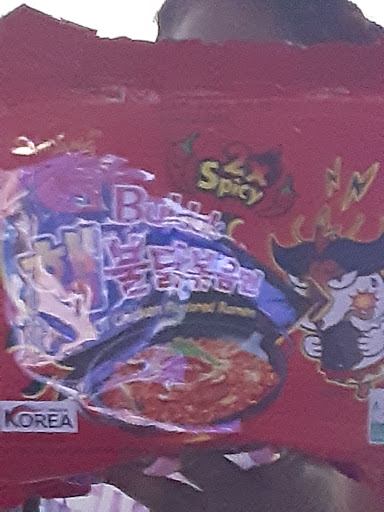 2x
Spicy
Buldak
핵불닭볶음면
Chicken Flavored Ramen
KOREA